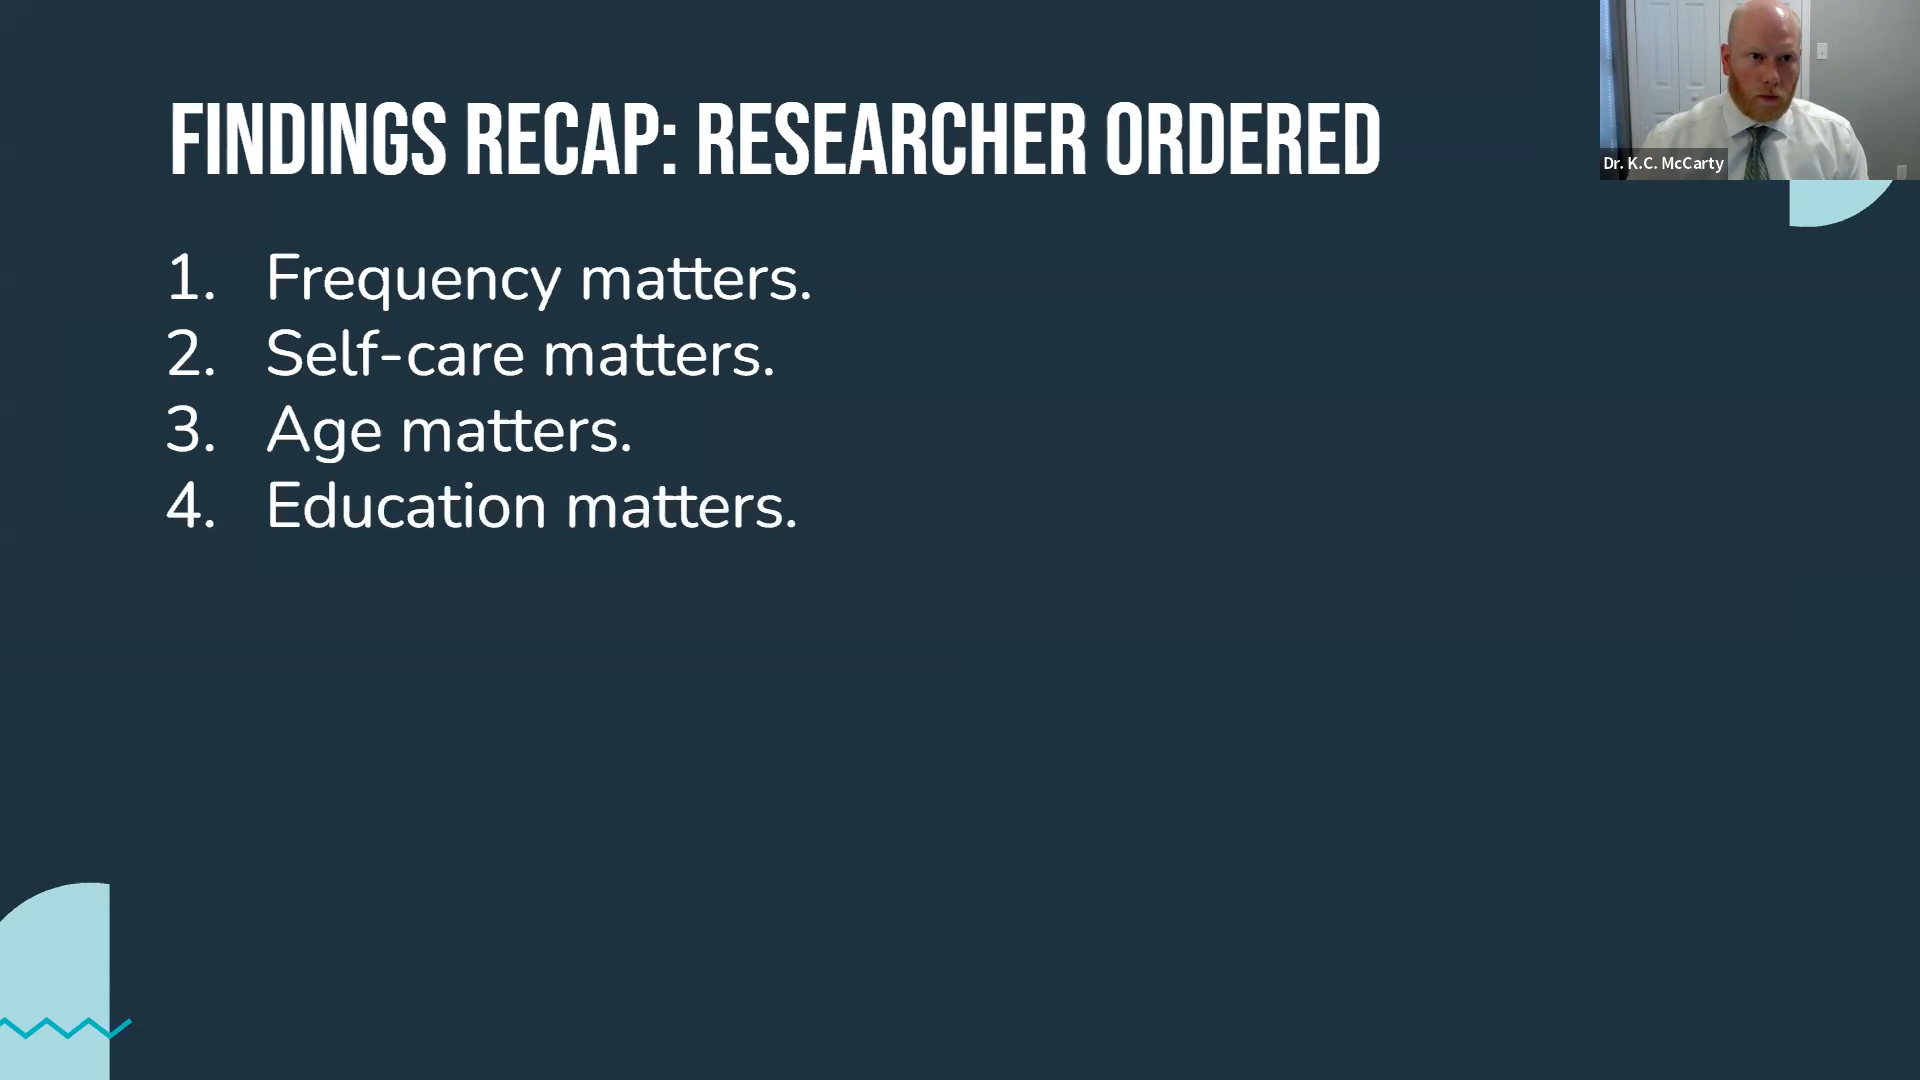 FINDINGS RECAP: RESEARCHER ORDERED
Dr. K.C. McCarty
1. Frequency matters.
2. Self-care matters.
3. Age matters.
4. Education matters.